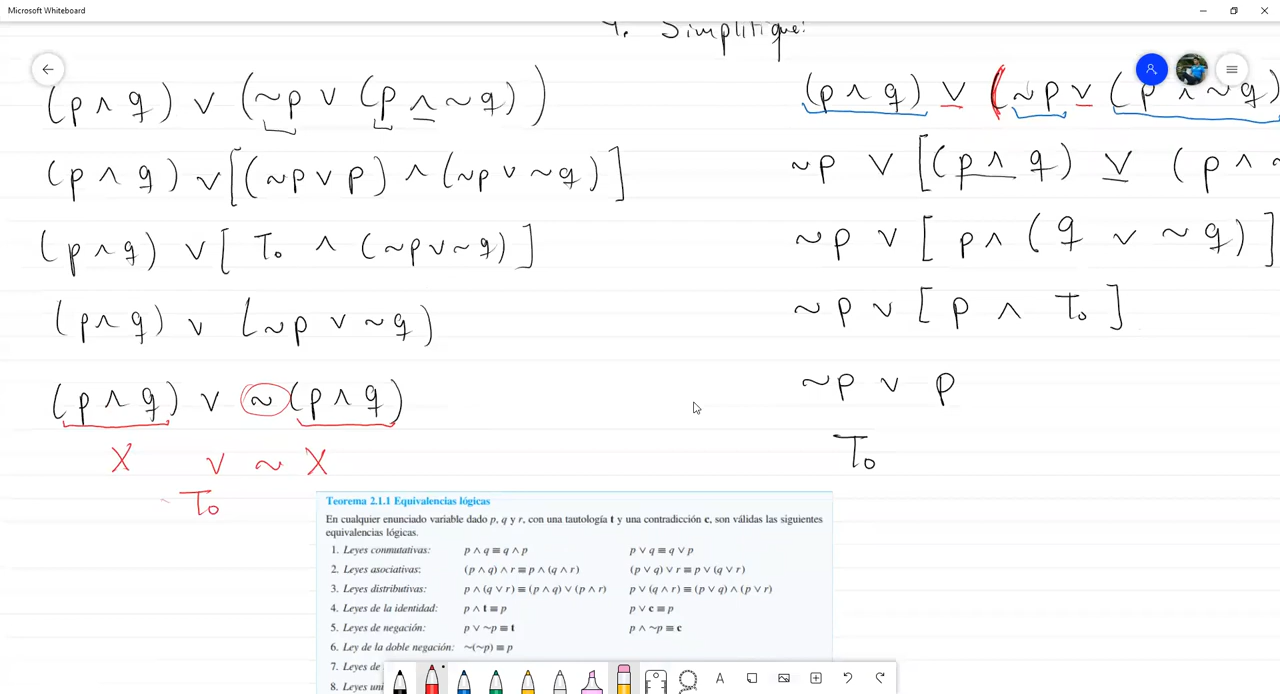 Microsoft Whiteboard
4. Simplifique:
(p ∧ q) ∨ (~p ∨ (p ∧ ~q))
(p ∧ q) ∨ [(~p ∨ p) ∧ (~p ∨ ~q)]
(p ∧ q) ∨ [T₀ ∧ (~p ∨ ~q)]
(p ∧ q) ∨ (~p ∨ ~q)
(p ∧ q) ∨ ~(p ∧ q)
X ∨ ~X
T₀
(p ∧ q) ∨ (~p ∨ (p ∧ ~q)
~p ∨ [(p ∧ q) ∨ (p ∧
~p ∨ [p ∧ (q ∨ ~q)]
~p ∨ [p ∧ T₀]
~p ∨ p
T₀
Teorema 2.1.1 Equivalencias lógicas
En cualquier enunciado variable dado p, q y r, con una tautología t y una contradicción c, son válidas las siguientes
equivalencias lógicas.
1. Leyes conmutativas: p ∧ q ≡ q ∧ p p ∨ q ≡ q ∨ p
2. Leyes asociativas: (p ∧ q) ∧ r ≡ p ∧ (q ∧ r) (p ∨ q) ∨ r ≡ p ∨ (q ∨ r)
3. Leyes distributivas: p ∧ (q ∨ r) ≡ (p ∧ q) ∨ (p ∧ r) p ∨ (q ∧ r) ≡ (p ∨ q) ∧ (p ∨ r)
4. Leyes de la identidad: p ∧ t ≡ p p ∨ c ≡ p
5. Leyes de negación: p ∨ ~p ≡ t p ∧ ~p ≡ c
6. Ley de la doble negación: ~(~p) ≡ p
7. Leyes de
8. Leyes uni
A